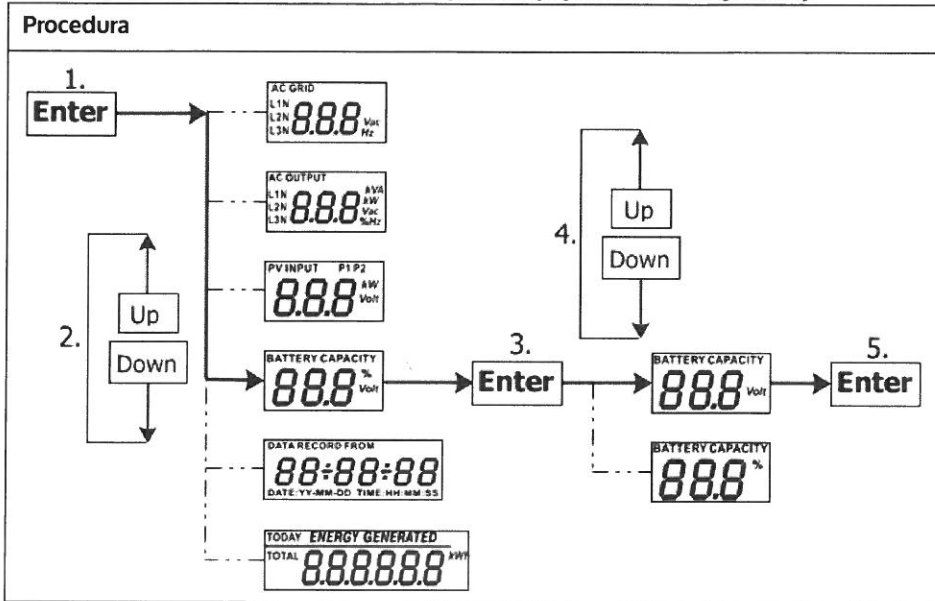 Procedura
1.
Enter
AC GRID
L1N
L2N
L3N
8.8.8
Vac
Hz
AC OUTPUT
L1N
L2N
L3N
8.8.8
kVA
kW
Vac
%Hz
2.
Up
Down
PV INPUT P1 P2
8.8.8
kW
Volt
BATTERY CAPACITY
88.8
%
Volt
3.
Enter
4.
Up
Down
BATTERY CAPACITY
88.8 Volt
5.
Enter
BATTERY CAPACITY
88.8 %
DATA RECORD FROM
88:88:88
DATE:YY-MM-DD TIME:HH:MM:SS
TODAY ENERGY GENERATED
TOTAL 8.8.8.8.8.8 kWh